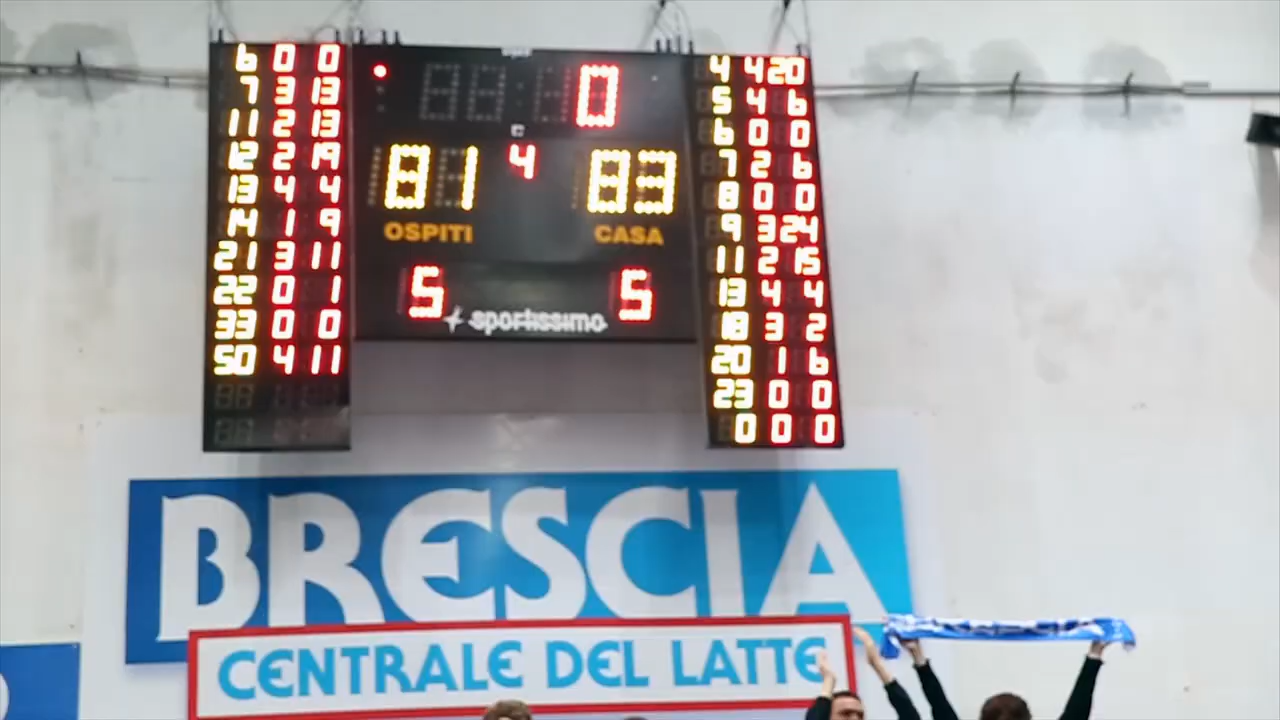 6 0 0
7 3 13
11 2 13
12 2 19
13 4 4
14 1 9
21 3 11
22 0 1
33 0 0
50 4 11
0
81 4 83
OSPITI CASA
5 5
sportissimo
4 4 20
5 4 6
6 0 0
7 2 6
8 0 0
9 3 24
11 2 15
13 4 4
18 3 2
20 1 6
23 0 0
0 0 0
BRESCIA
CENTRALE DEL LATTE